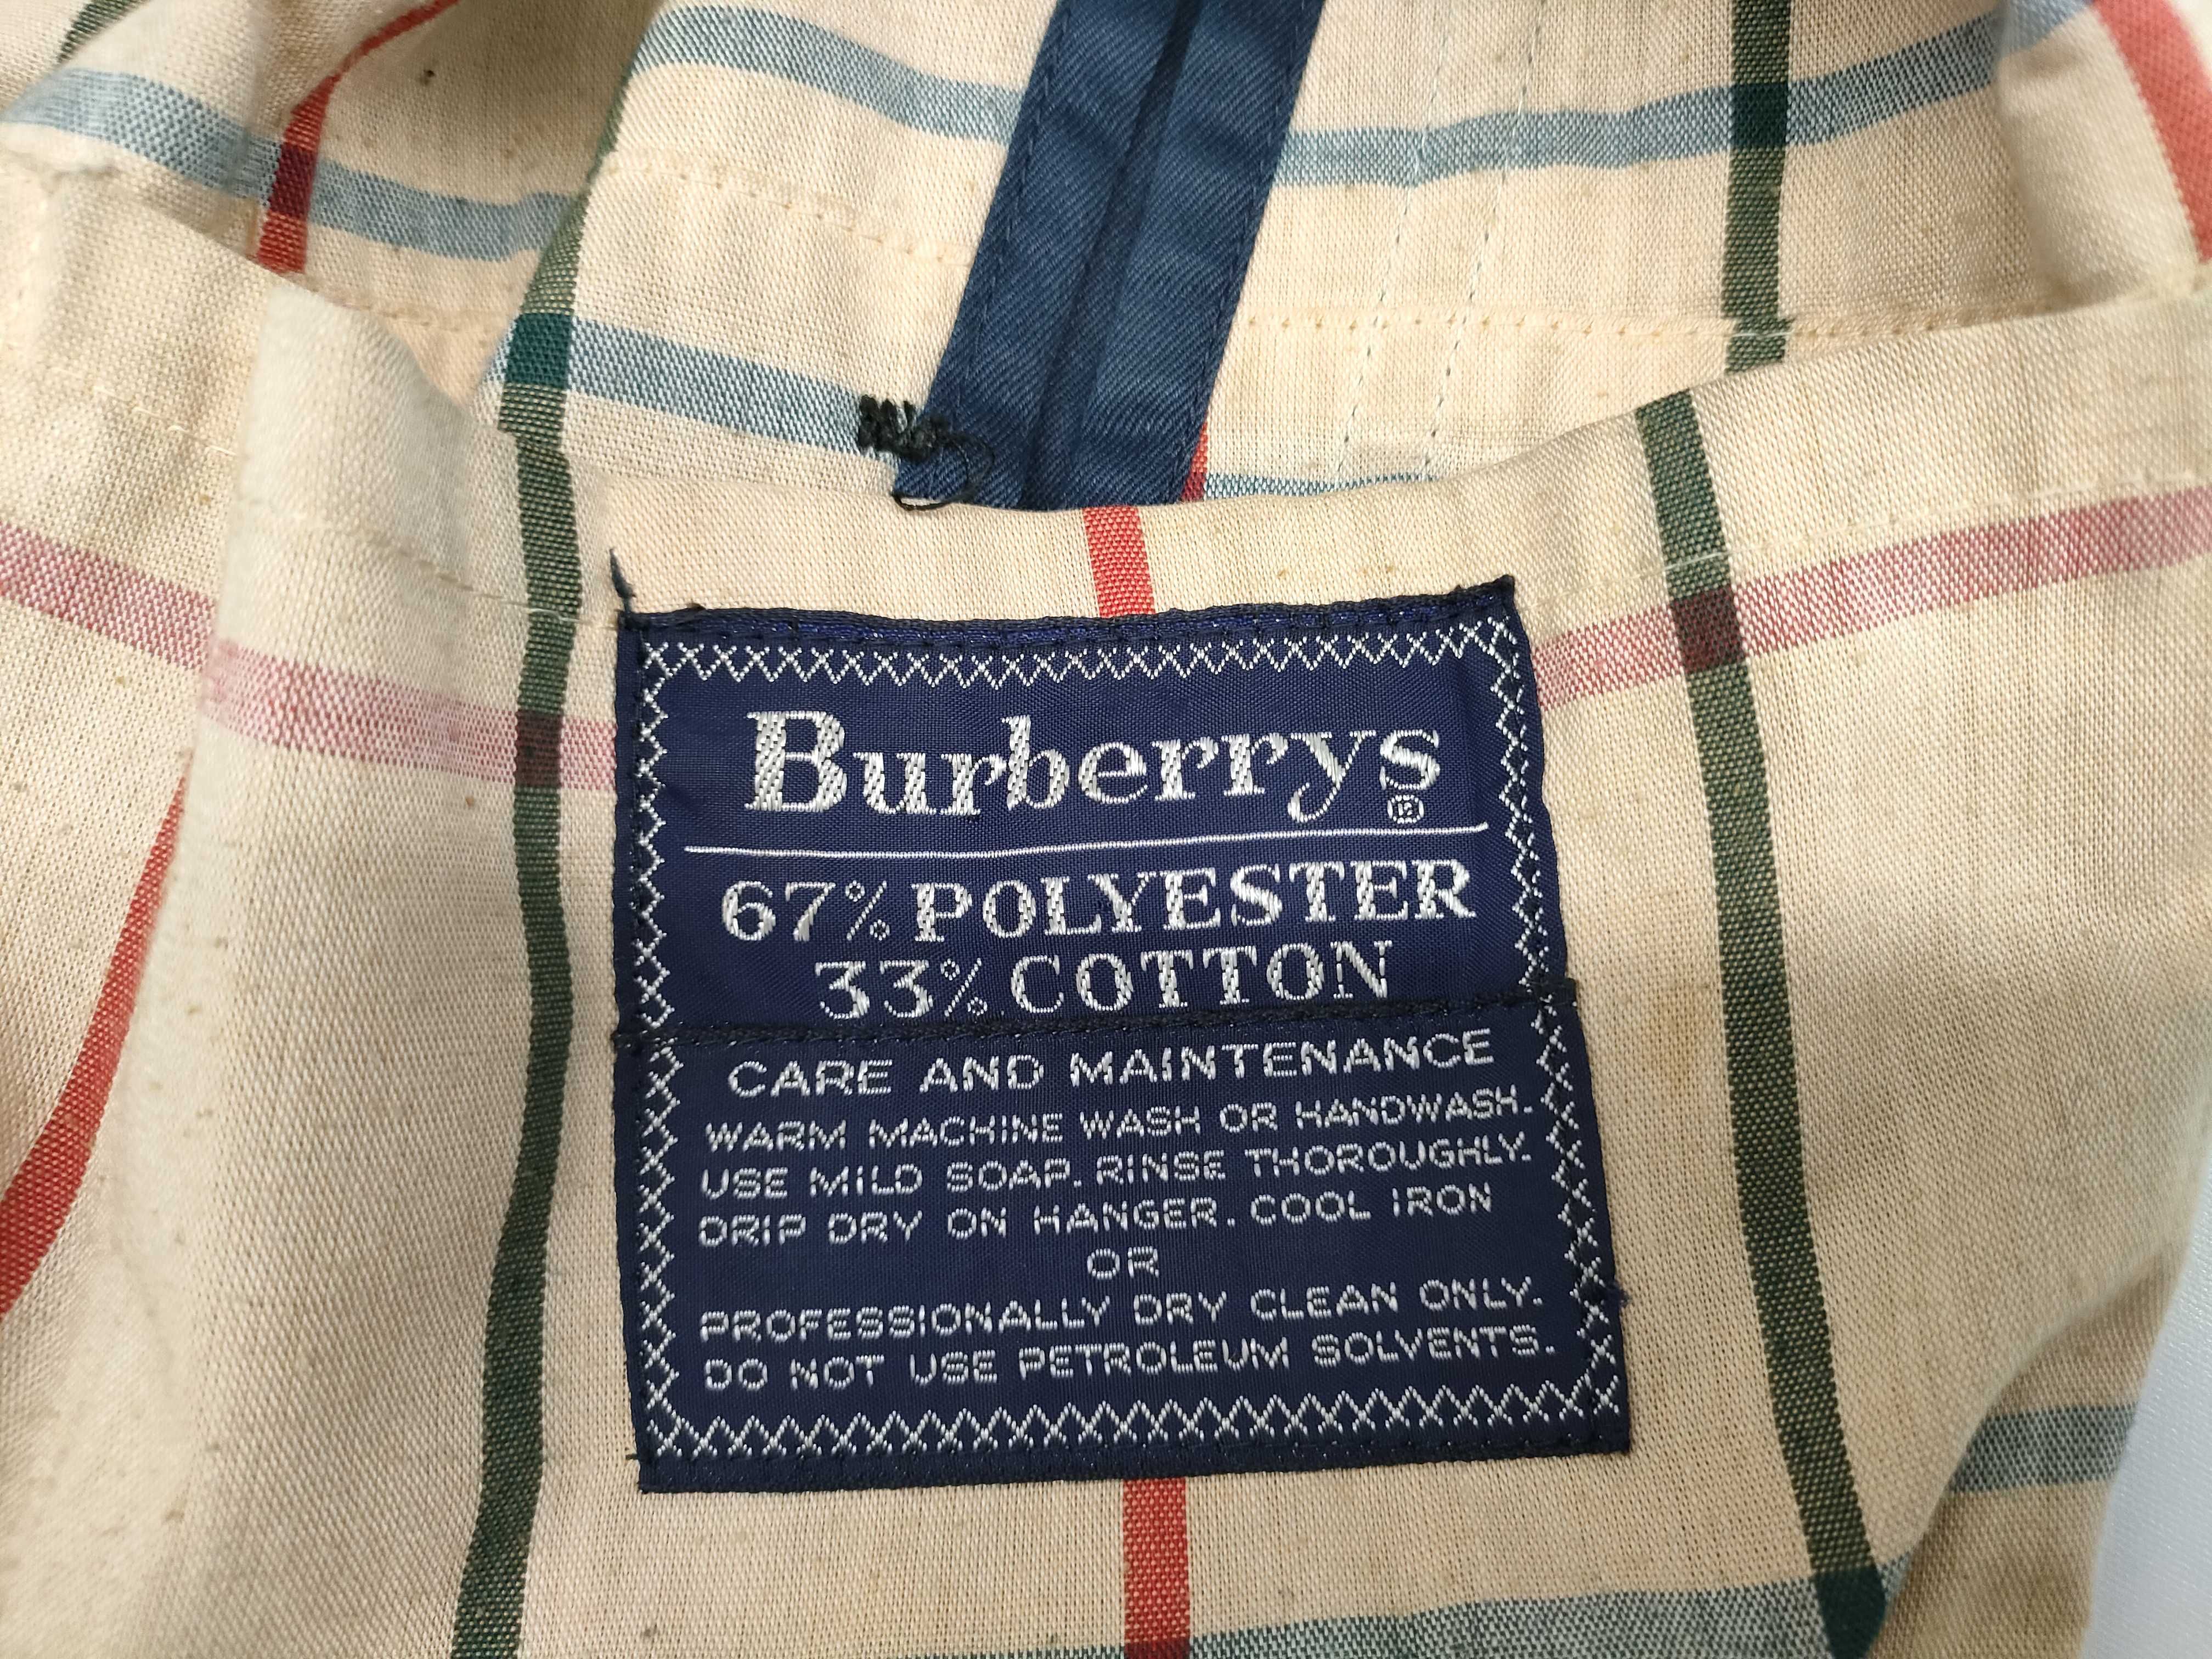 Burberrys®
67% POLYESTER
33% COTTON
CARE AND MAINTENANCE
WARM MACHINE WASH OR HANDWASH.
USE MILD SOAP. RINSE THOROUGHLY.
DRIP DRY ON HANGER. COOL IRON
OR
PROFESSIONALLY DRY CLEAN ONLY.
DO NOT USE PETROLEUM SOLVENTS.